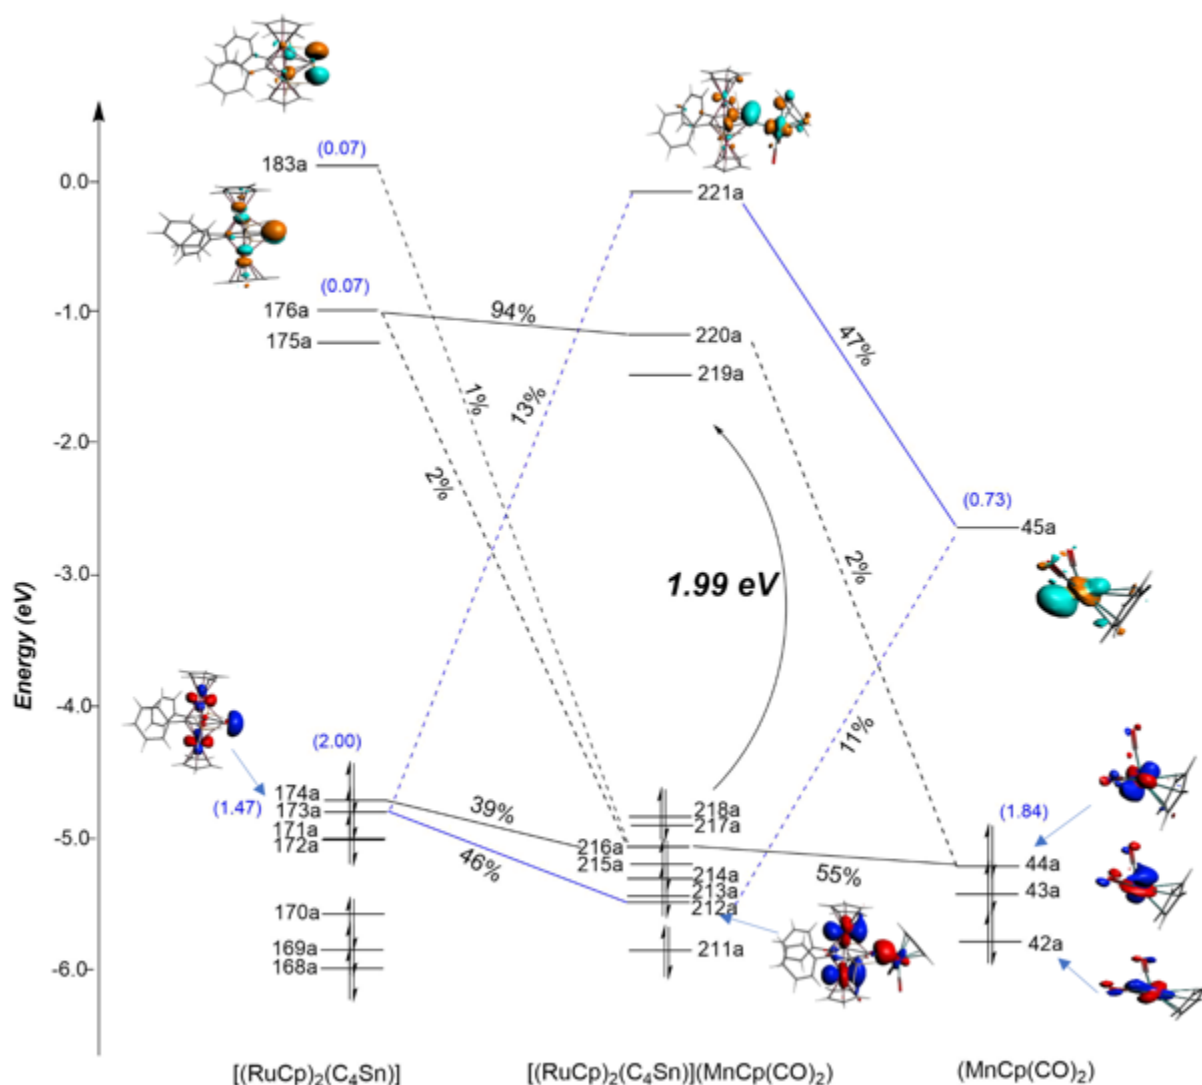 (0.07)
183a
221a
0.0
(0.07)
176a
94%
-1.0
175a
220a
219a
47%
1%
13%
-2.0
2%
(0.73)
45a
1.99 eV
2%
-3.0
Energy (eV)
-4.0
11%
(2.00)
(1.47)
174a
173a
171a
172a
39%
46%
218a
217a
216a
215a
214a
213a
212a
211a
(1.84)
55%
44a
43a
42a
-5.0
170a
169a
168a
-6.0
[(RuCp)2(C4Sn)]
[(RuCp)2(C4Sn)](MnCp(CO)2)
(MnCp(CO)2)